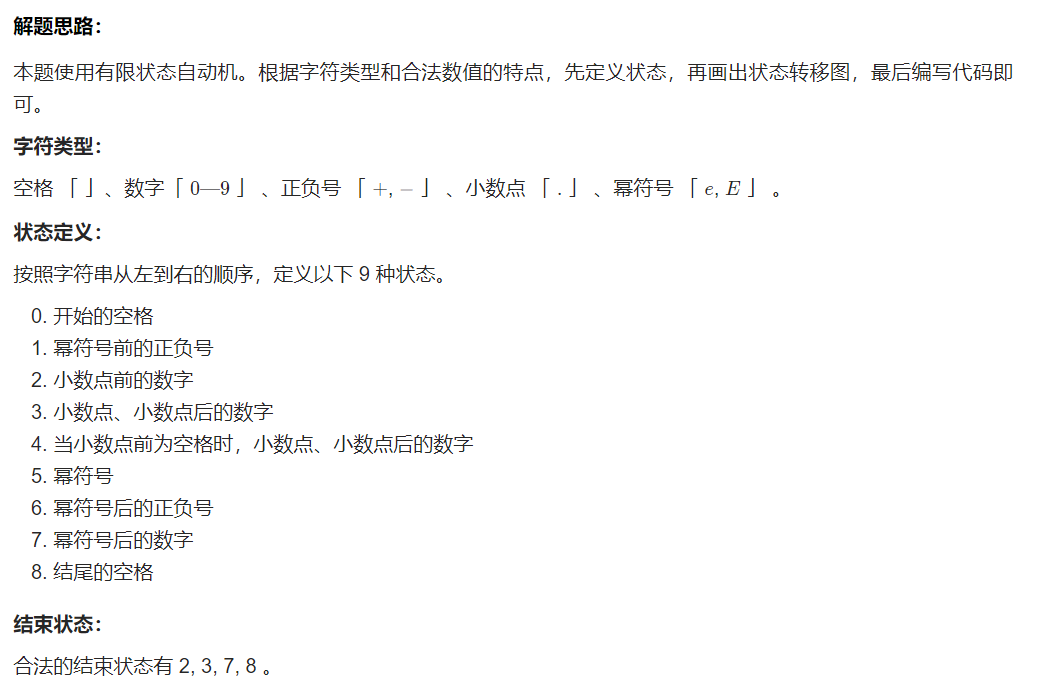 解题思路：
本题使用有限状态自动机。根据字符类型和合法数值的特点，先定义状态，再画出状态转移图，最后编写代码即
可。
字符类型：
空格 「 」、数字「 0—9 」 、正负号 「 +, − 」 、小数点 「 . 」 、幂符号 「 e, E 」 。
状态定义：
按照字符串从左到右的顺序，定义以下 9 种状态。
0. 开始的空格
1. 幂符号前的正负号
2. 小数点前的数字
3. 小数点、小数点后的数字
4. 当小数点前为空格时，小数点、小数点后的数字
5. 幂符号
6. 幂符号后的正负号
7. 幂符号后的数字
8. 结尾的空格
结束状态：
合法的结束状态有 2, 3, 7, 8 。